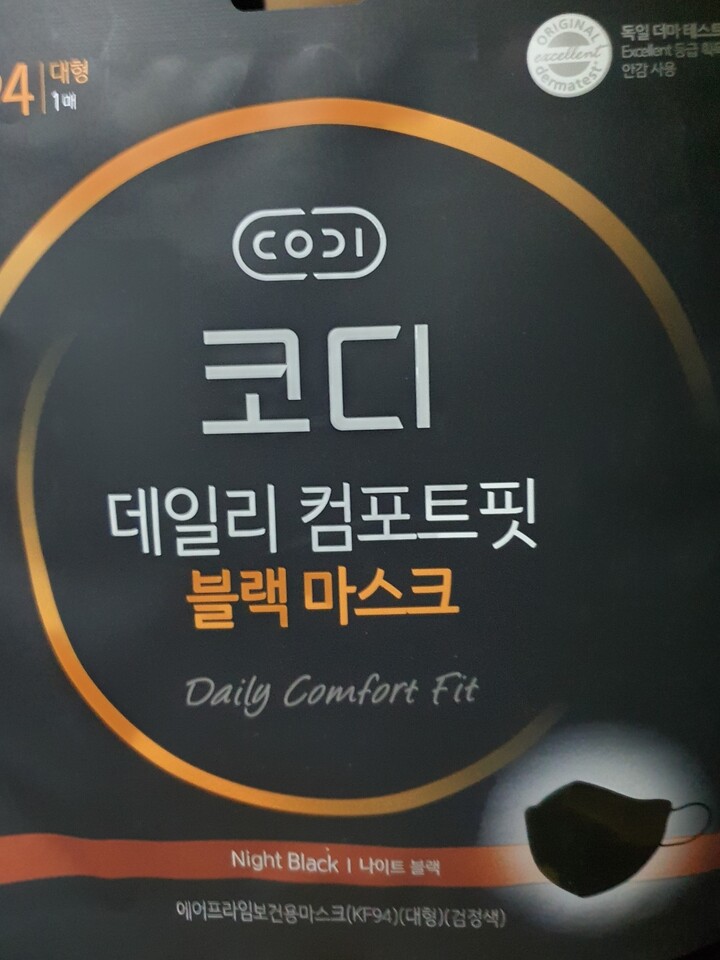 4 | 대형
1매
ORIGINAL
excellent
dermatest
독일 더마 테스트
Excellent 등급
안감 사용
CODI
코디
데일리 컴포트핏
블랙 마스크
Daily Comfort Fit
Night Black | 나이트 블랙
에어프라임보건용마스크(KF94)(대형)(검정색)